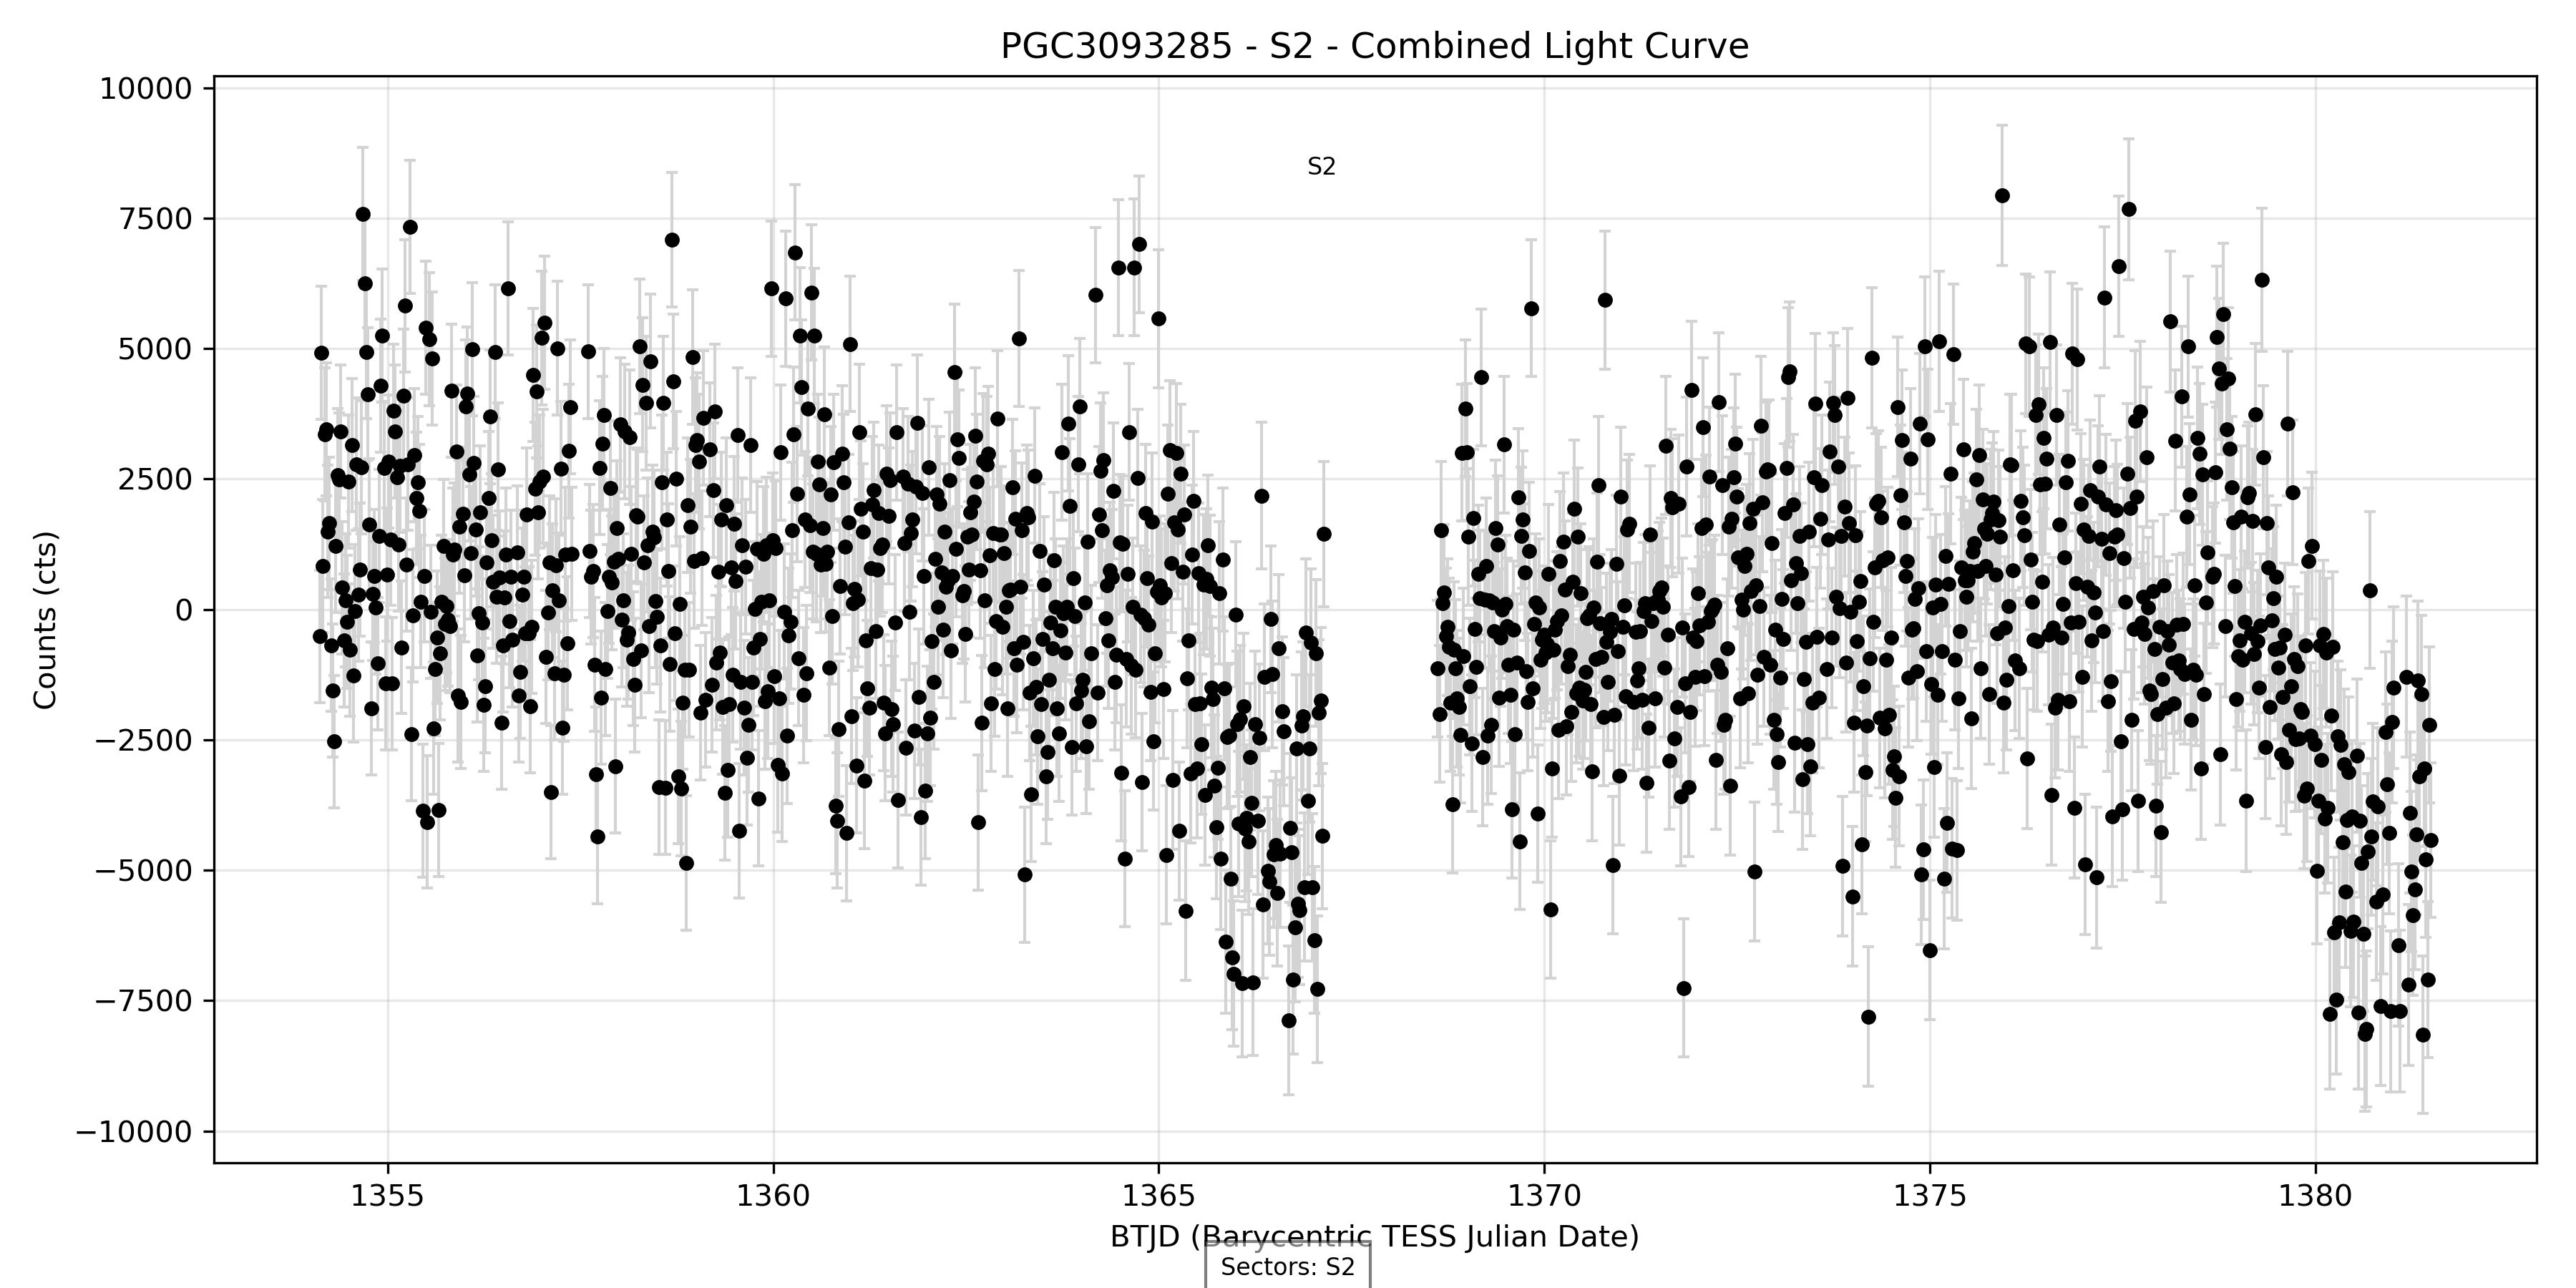 PGC3093285 - S2 - Combined Light Curve
10000
7500
5000
2500
0
−2500
−5000
−7500
−10000
Counts (cts)
S2
1355 1360 1365 1370 1375 1380
BTJD (Barycentric TESS Julian Date)
Sectors: S2